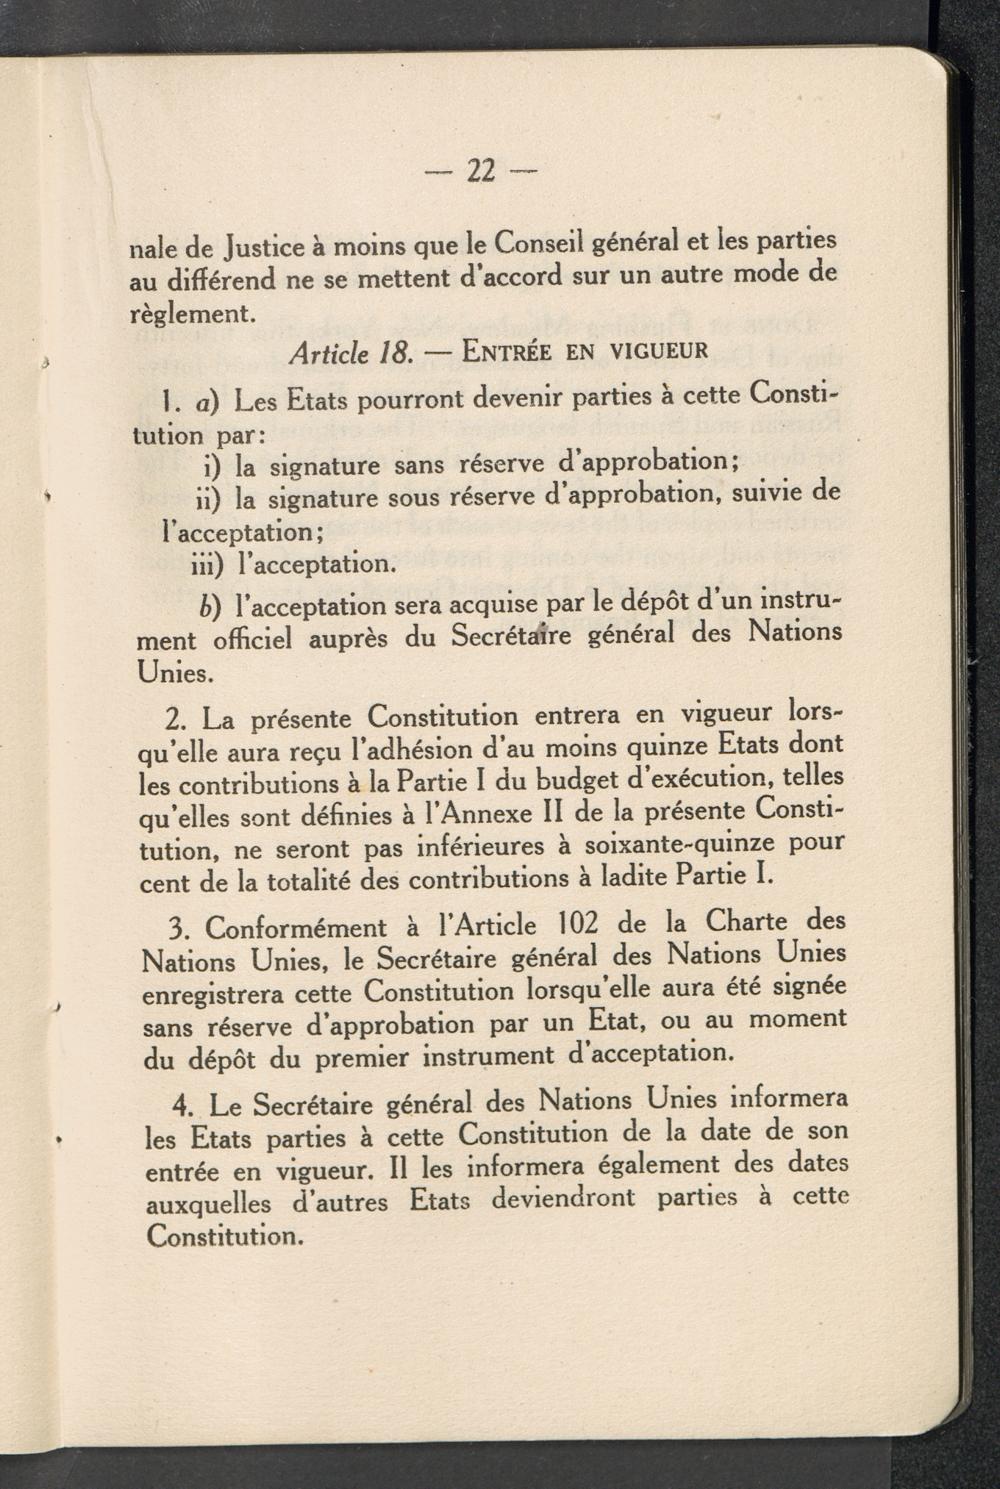 — 22 —
nale de Justice à moins que le Conseil général et les parties
au différend ne se mettent d'accord sur un autre mode de
règlement.
Article 18. — ENTRÉE EN VIGUEUR
1. a) Les Etats pourront devenir parties à cette Consti-
tution par:
i) la signature sans réserve d'approbation;
ii) la signature sous réserve d'approbation, suivie de
l'acceptation;
iii) l'acceptation.
b) l'acceptation sera acquise par le dépôt d'un instru-
ment officiel auprès du Secrétaire général des Nations
Unies.
2. La présente Constitution entrera en vigueur lors-
qu'elle aura reçu l'adhésion d'au moins quinze Etats dont
les contributions à la Partie I du budget d'exécution, telles
qu'elles sont définies à l'Annexe II de la présente Consti-
tution, ne seront pas inférieures à soixante-quinze pour
cent de la totalité des contributions à ladite Partie I.
3. Conformément à l'Article 102 de la Charte des
Nations Unies, le Secrétaire général des Nations Unies
enregistrera cette Constitution lorsqu'elle aura été signée
sans réserve d'approbation par un Etat, ou au moment
du dépôt du premier instrument d'acceptation.
4. Le Secrétaire général des Nations Unies informera
les Etats parties à cette Constitution de la date de son
entrée en vigueur. Il les informera également des dates
auxquelles d'autres Etats deviendront parties à cette
Constitution.